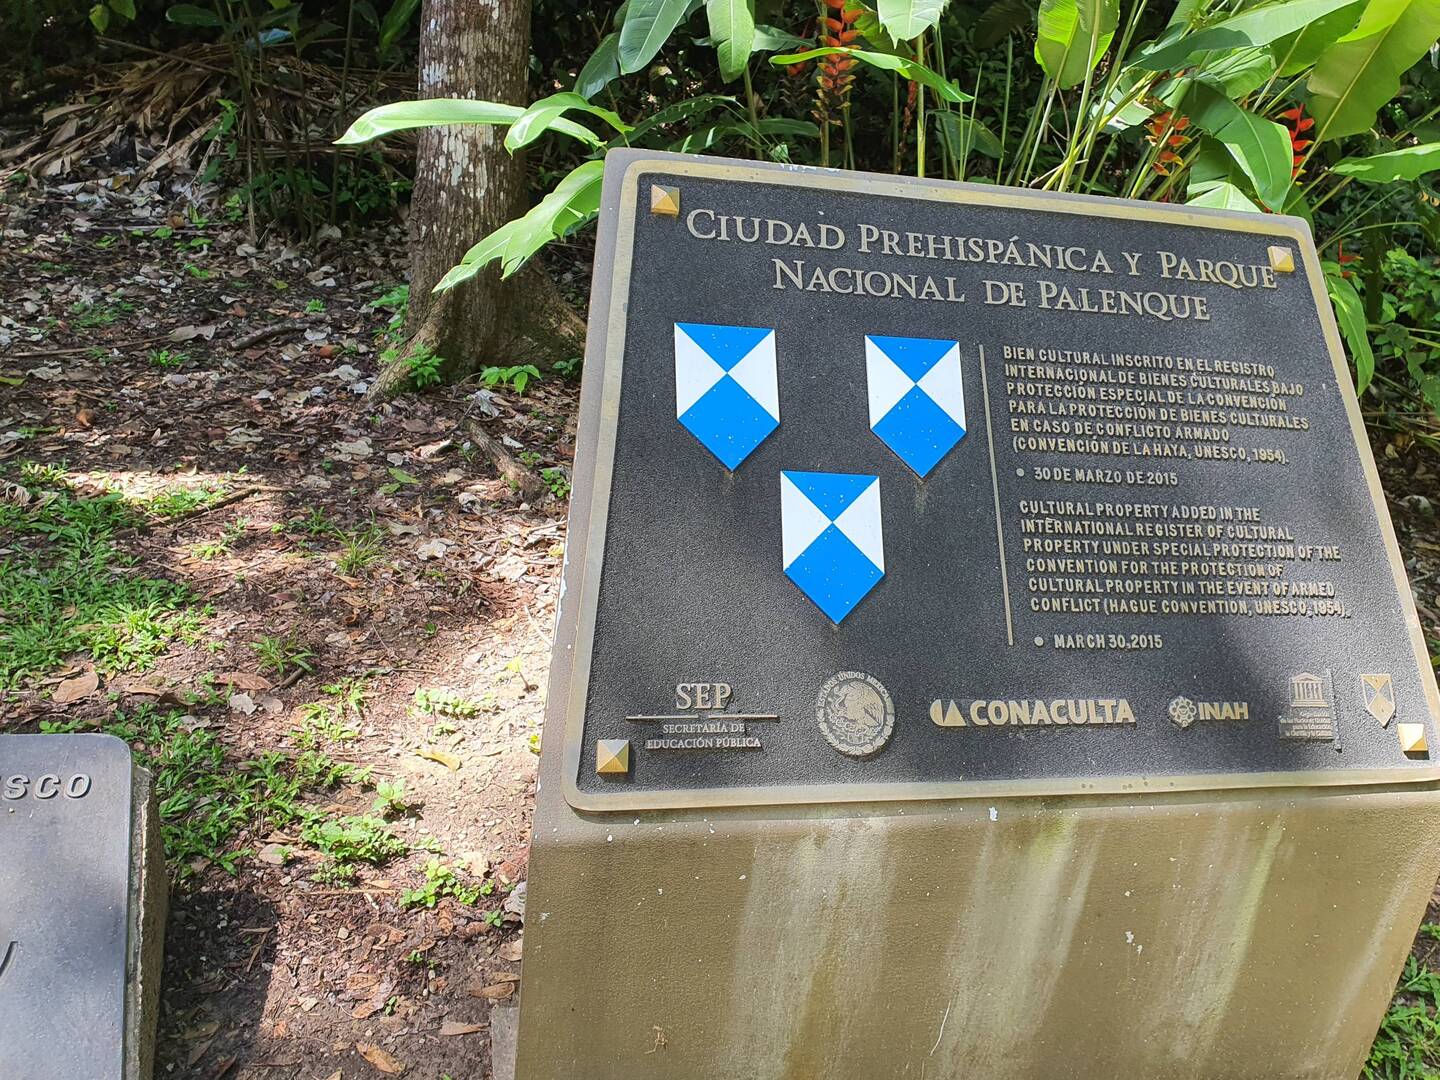 CIUDAD PREHISPÁNICA Y PARQUE
NACIONAL DE PALENQUE
BIEN CULTURAL INSCRITO EN EL REGISTRO
INTERNACIONAL DE BIENES CULTURALES BAJO
PROTECCIÓN ESPECIAL DE LA CONVENCIÓN
PARA LA PROTECCIÓN DE BIENES CULTURALES
EN CASO DE CONFLICTO ARMADO
(CONVENCIÓN DE LA HAYA, UNESCO, 1954).
• 30 DE MARZO DE 2015
CULTURAL PROPERTY ADDED IN THE
INTERNATIONAL REGISTER OF CULTURAL
PROPERTY UNDER SPECIAL PROTECTION OF THE
CONVENTION FOR THE PROTECTION OF
CULTURAL PROPERTY IN THE EVENT OF ARMED
CONFLICT (HAGUE CONVENTION, UNESCO, 1954).
• MARCH 30, 2015
SEP
SECRETARÍA DE
EDUCACIÓN PÚBLICA
ESTADOS UNIDOS MEXICANOS
CONACULTA
INAH
SCO